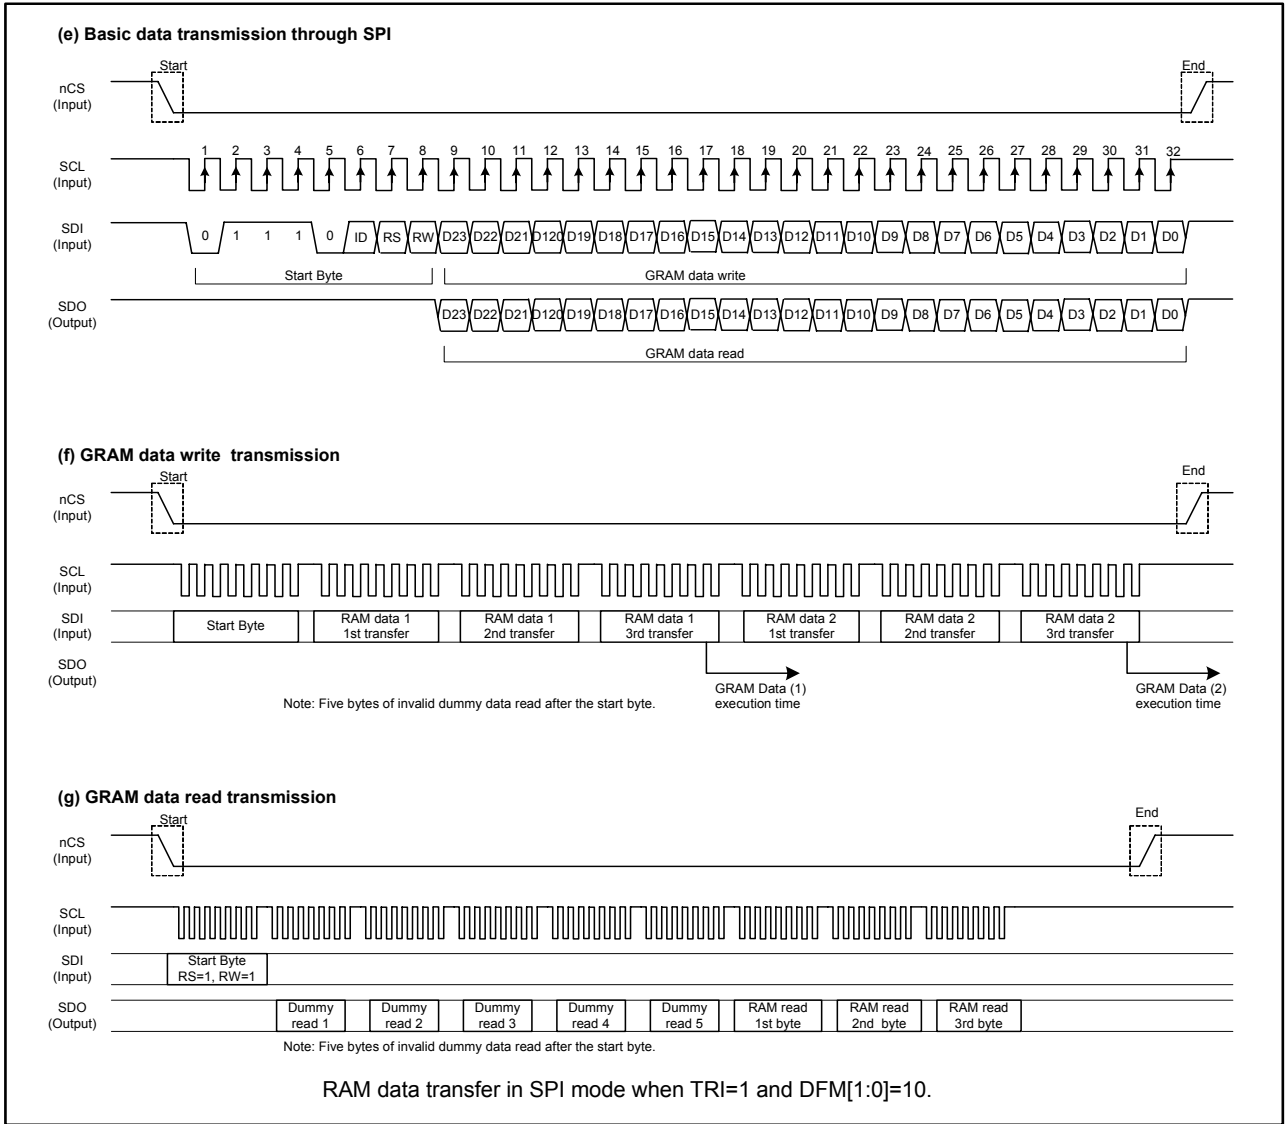 (e) Basic data transmission through SPI
Start
End
nCS
(Input)
1 2 3 4 5 6 7 8 9 10 11 12 13 14 15 16 17 18 19 20 21 22 23 24 25 26 27 28 29 30 31 32
SCL
(Input)
SDI
(Input)
0 1 1 1 0 ID RS RW D23 D22 D21 D120 D19 D18 D17 D16 D15 D14 D13 D12 D11 D10 D9 D8 D7 D6 D5 D4 D3 D2 D1 D0
Start Byte
GRAM data write
SDO
(Output)
D23 D22 D21 D120 D19 D18 D17 D16 D15 D14 D13 D12 D11 D10 D9 D8 D7 D6 D5 D4 D3 D2 D1 D0
GRAM data read
(f) GRAM data write transmission
Start
End
nCS
(Input)
SCL
(Input)
SDI
(Input)
Start Byte
RAM data 1
1st transfer
RAM data 1
2nd transfer
RAM data 1
3rd transfer
RAM data 2
1st transfer
RAM data 2
2nd transfer
RAM data 2
3rd transfer
SDO
(Output)
GRAM Data (1)
execution time
GRAM Data (2)
execution time
Note: Five bytes of invalid dummy data read after the start byte.
(g) GRAM data read transmission
Start
End
nCS
(Input)
SCL
(Input)
SDI
(Input)
Start Byte
RS=1, RW=1
SDO
(Output)
Dummy
read 1
Dummy
read 2
Dummy
read 3
Dummy
read 4
Dummy
read 5
RAM read
1st byte
RAM read
2nd byte
RAM read
3rd byte
Note: Five bytes of invalid dummy data read after the start byte.
RAM data transfer in SPI mode when TRI=1 and DFM[1:0]=10.